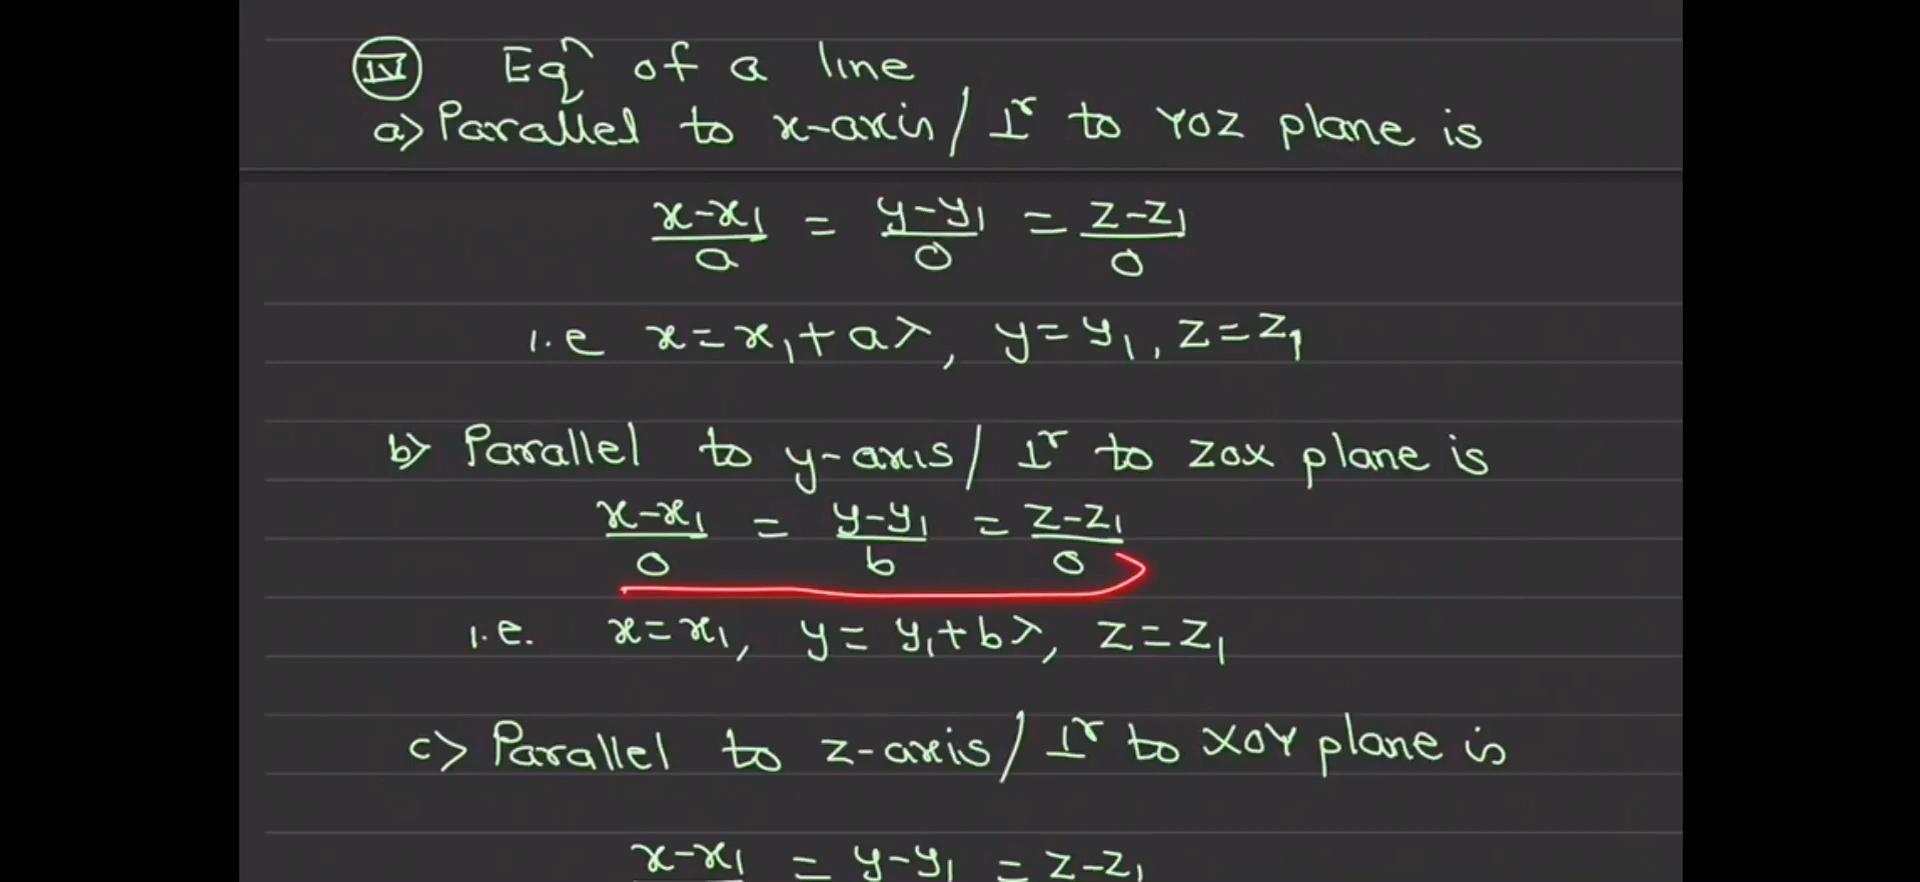 IV Eqⁿ of a line
a) Parallel to x-axis / ⊥ʳ to YOZ plane is
x-x₁/a = y-y₁/0 = z-z₁/0
i.e x = x₁ + aλ, y = y₁, z = z₁
b) Parallel to y-axis / ⊥ʳ to ZOX plane is
x-x₁/0 = y-y₁/b = z-z₁/0
i.e. x = x₁, y = y₁ + bλ, z = z₁
c) Parallel to z-axis / ⊥ʳ to XOY plane is
x-x₁ = y-y₁ = z-z₁